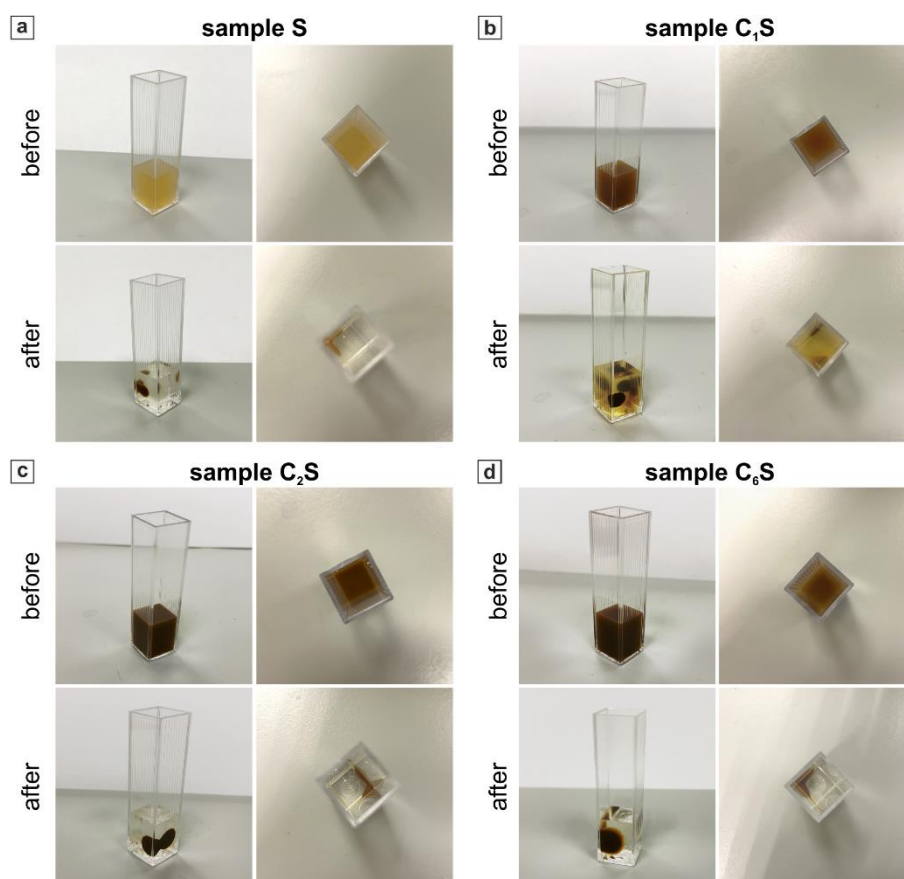 a sample S
b sample C₁S
before
before
after
after
c sample C₂S
d sample C₆S
before
before
after
after